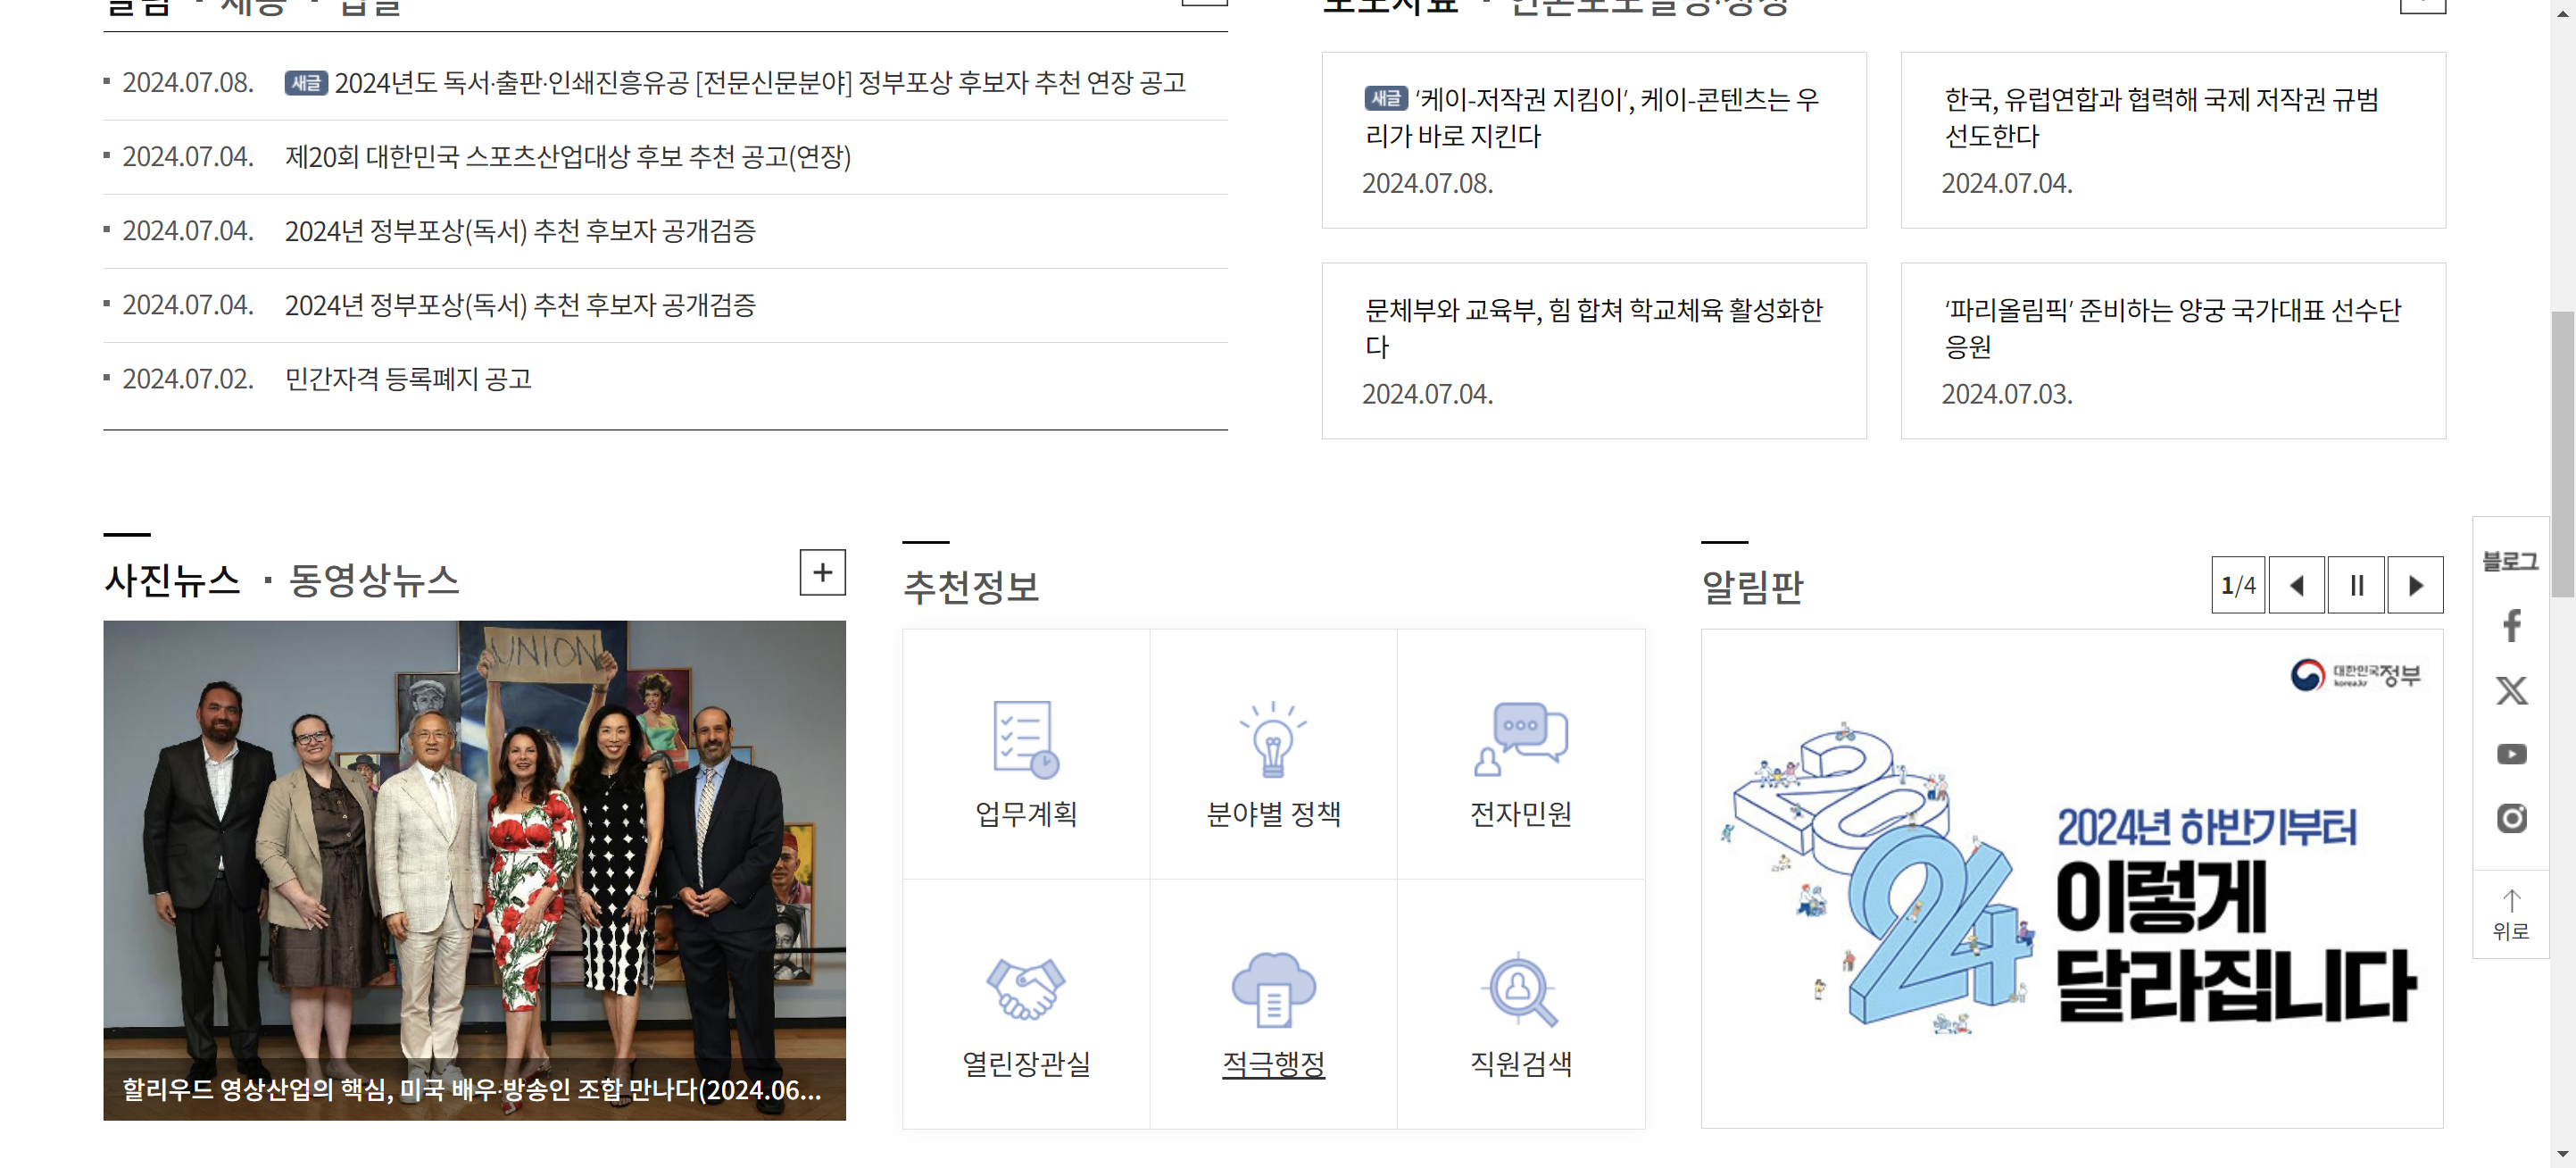 2024.07.08. 새글 2024년도 독서·출판·인쇄진흥유공 [전문신문분야] 정부포상 후보자 추천 연장 공고
2024.07.04. 제20회 대한민국 스포츠산업대상 후보 추천 공고(연장)
2024.07.04. 2024년 정부포상(독서) 추천 후보자 공개검증
2024.07.04. 2024년 정부포상(독서) 추천 후보자 공개검증
2024.07.02. 민간자격 등록폐지 공고
새글 '케이-저작권 지킴이', 케이-콘텐츠는 우
리가 바로 지킨다
2024.07.08.
한국, 유럽연합과 협력해 국제 저작권 규범
선도한다
2024.07.04.
문체부와 교육부, 힘 합쳐 학교체육 활성화한
다
2024.07.04.
'파리올림픽' 준비하는 양궁 국가대표 선수단
응원
2024.07.03.
사진뉴스 · 동영상뉴스
UNION
할리우드 영상산업의 핵심, 미국 배우·방송인 조합 만나다(2024.06...
추천정보
업무계획
분야별 정책
전자민원
열린장관실
적극행정
직원검색
알림판
1/4
대한민국정부
korea.kr
2024
2024년 하반기부터
이렇게
달라집니다
블로그
위로